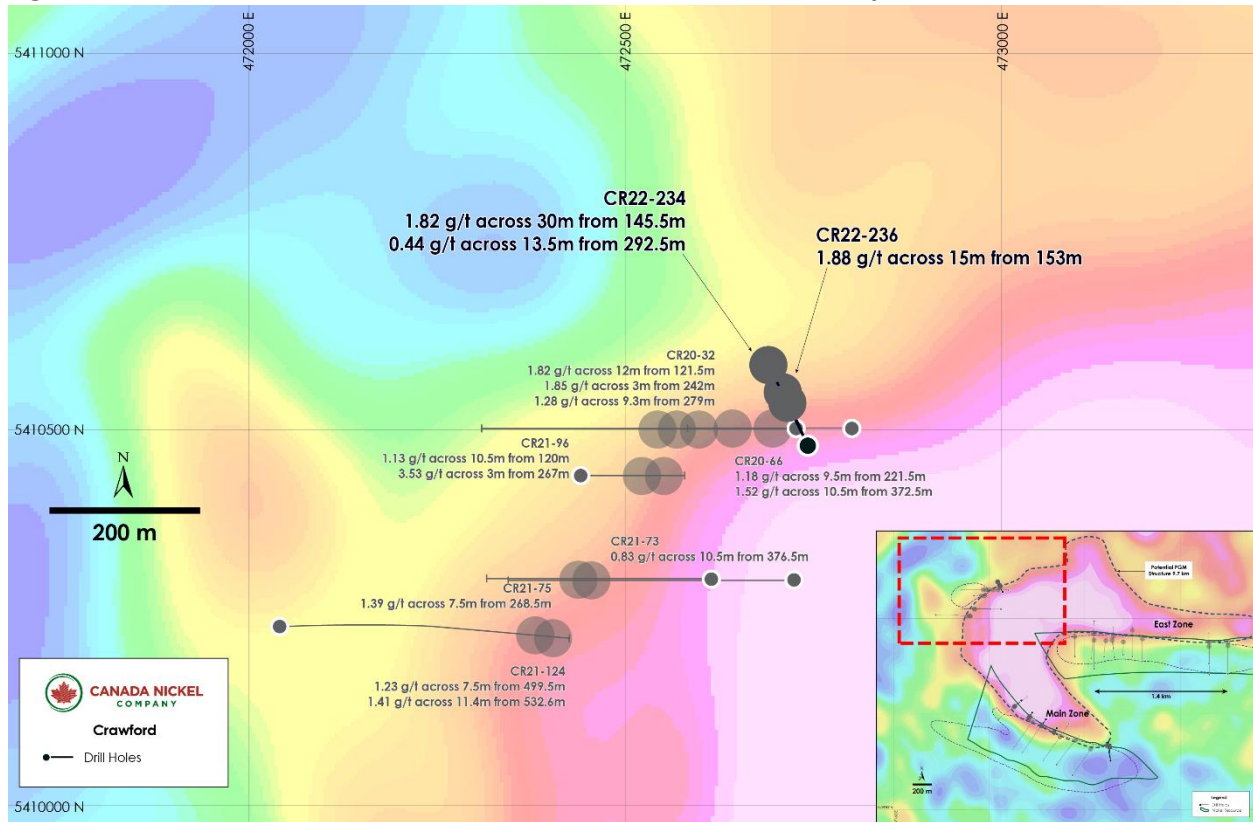 5411000 N
472000 E
472500 E
473000 E
CR22-234
1.82 g/t across 30m from 145.5m
0.44 g/t across 13.5m from 292.5m
CR22-236
1.88 g/t across 15m from 153m
CR20-32
1.82 g/t across 12m from 121.5m
1.85 g/t across 3m from 242m
1.28 g/t across 9.3m from 279m
5410500 N
CR21-96
1.13 g/t across 10.5m from 120m
3.53 g/t across 3m from 267m
CR20-66
1.18 g/t across 9.5m from 221.5m
1.52 g/t across 10.5m from 372.5m
N
200 m
CR21-73
0.83 g/t across 10.5m from 376.5m
CR21-75
1.39 g/t across 7.5m from 268.5m
CR21-124
1.23 g/t across 7.5m from 499.5m
1.41 g/t across 11.4m from 532.6m
CANADA NICKEL
COMPANY
Crawford
Drill Holes
5410000 N
Potential PGM
Structure 9.7 km
East Zone
1.4 km
Main Zone
200 m
Legend